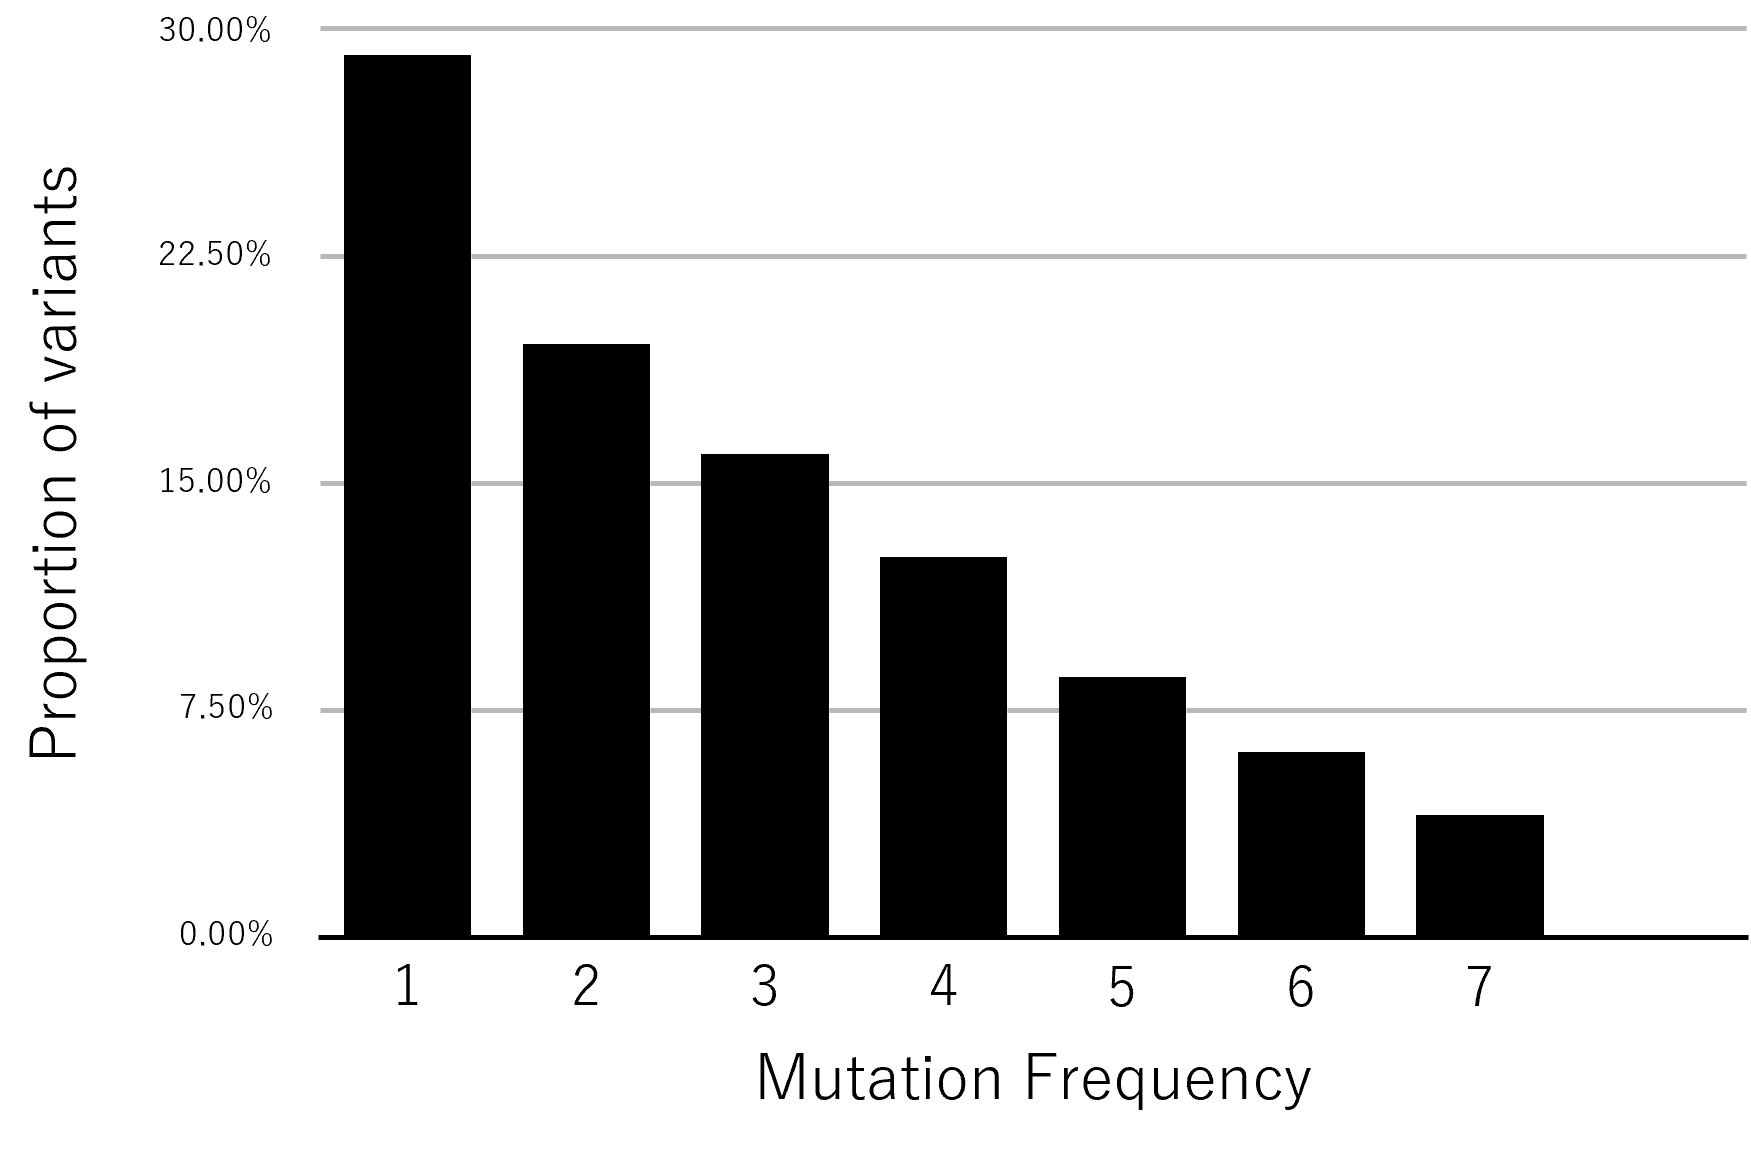 Proportion of variants
30.00%
22.50%
15.00%
7.50%
0.00%
1 2 3 4 5 6 7
Mutation Frequency